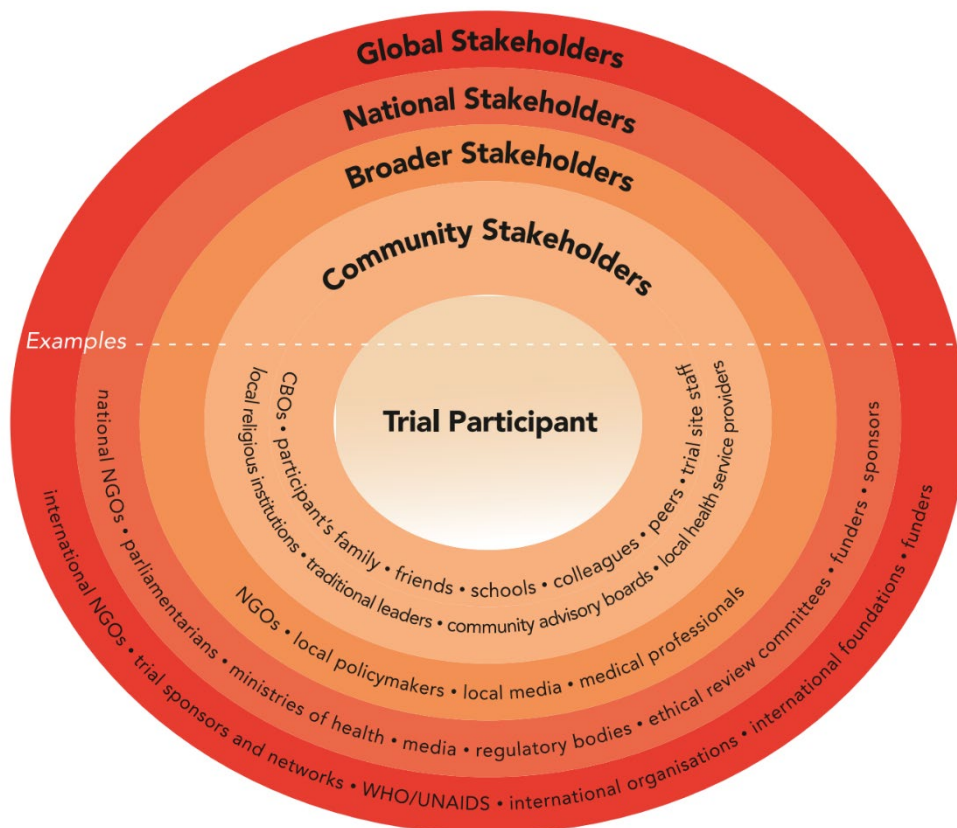 Global Stakeholders
National Stakeholders
Broader Stakeholders
Community Stakeholders
Examples
Trial Participant
CBOs • participant's family • friends • schools • colleagues • peers • trial site staff
local religious institutions • traditional leaders • community advisory boards • local health service providers
NGOs • local policymakers • local media • medical professionals
national NGOs • parliamentarians • ministries of health • media • regulatory bodies • ethical review committees • funders • sponsors
international NGOs • trial sponsors and networks • WHO/UNAIDS • international organisations • international foundations • funders